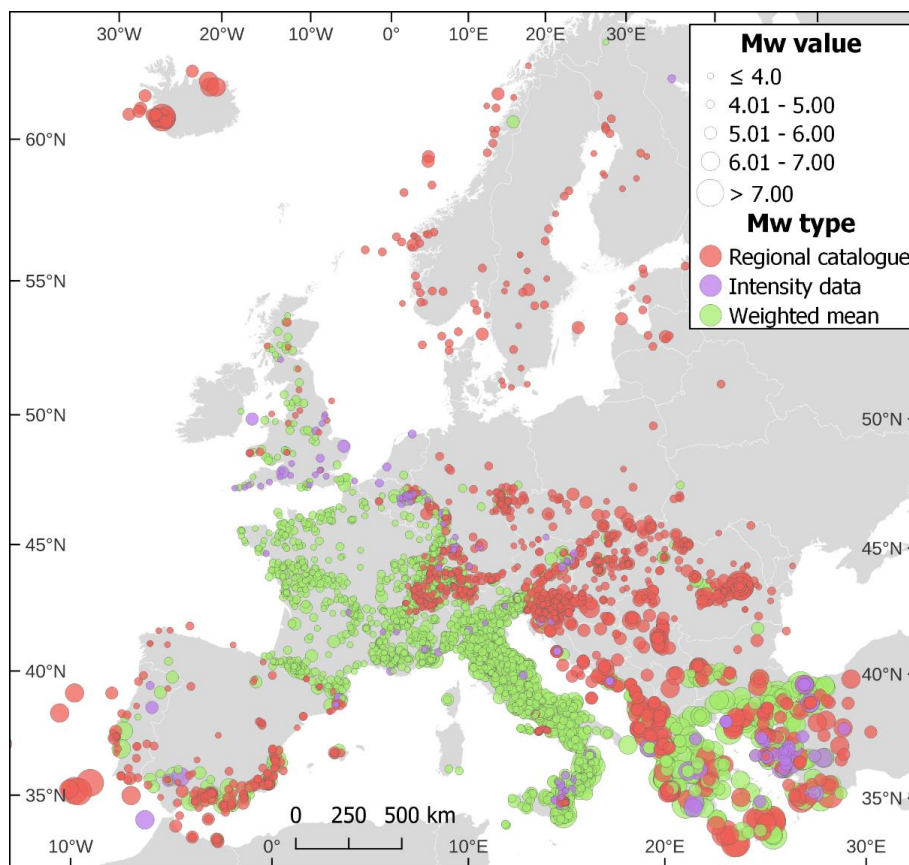 30°W 20°W 10°W 0° 10°E 20°E 30°E
Mw value
≤ 4.0
4.01 - 5.00
5.01 - 6.00
6.01 - 7.00
> 7.00
Mw type
Regional catalogue
Intensity data
Weighted mean
60°N
55°N
50°N 50°N
45°N 45°N
40°N 40°N
35°N 35°N
0 250 500 km
10°W 0° 10°E 20°E 30°E